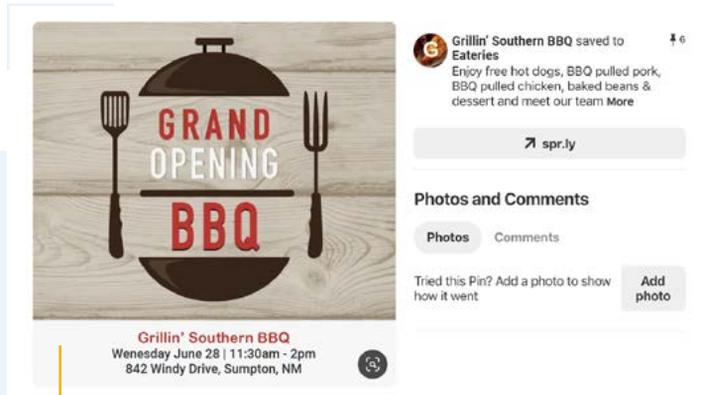 GRAND
OPENING
BBQ
Grillin' Southern BBQ
Wenesday June 28 | 11:30am - 2pm
842 Windy Drive, Sumpton, NM
G
Grillin' Southern BBQ saved to
Eateries
6
Enjoy free hot dogs, BBQ pulled pork,
BBQ pulled chicken, baked beans &
dessert and meet our team More
spr.ly
Photos and Comments
Photos
Comments
Tried this Pin? Add a photo to show
how it went
Add
photo